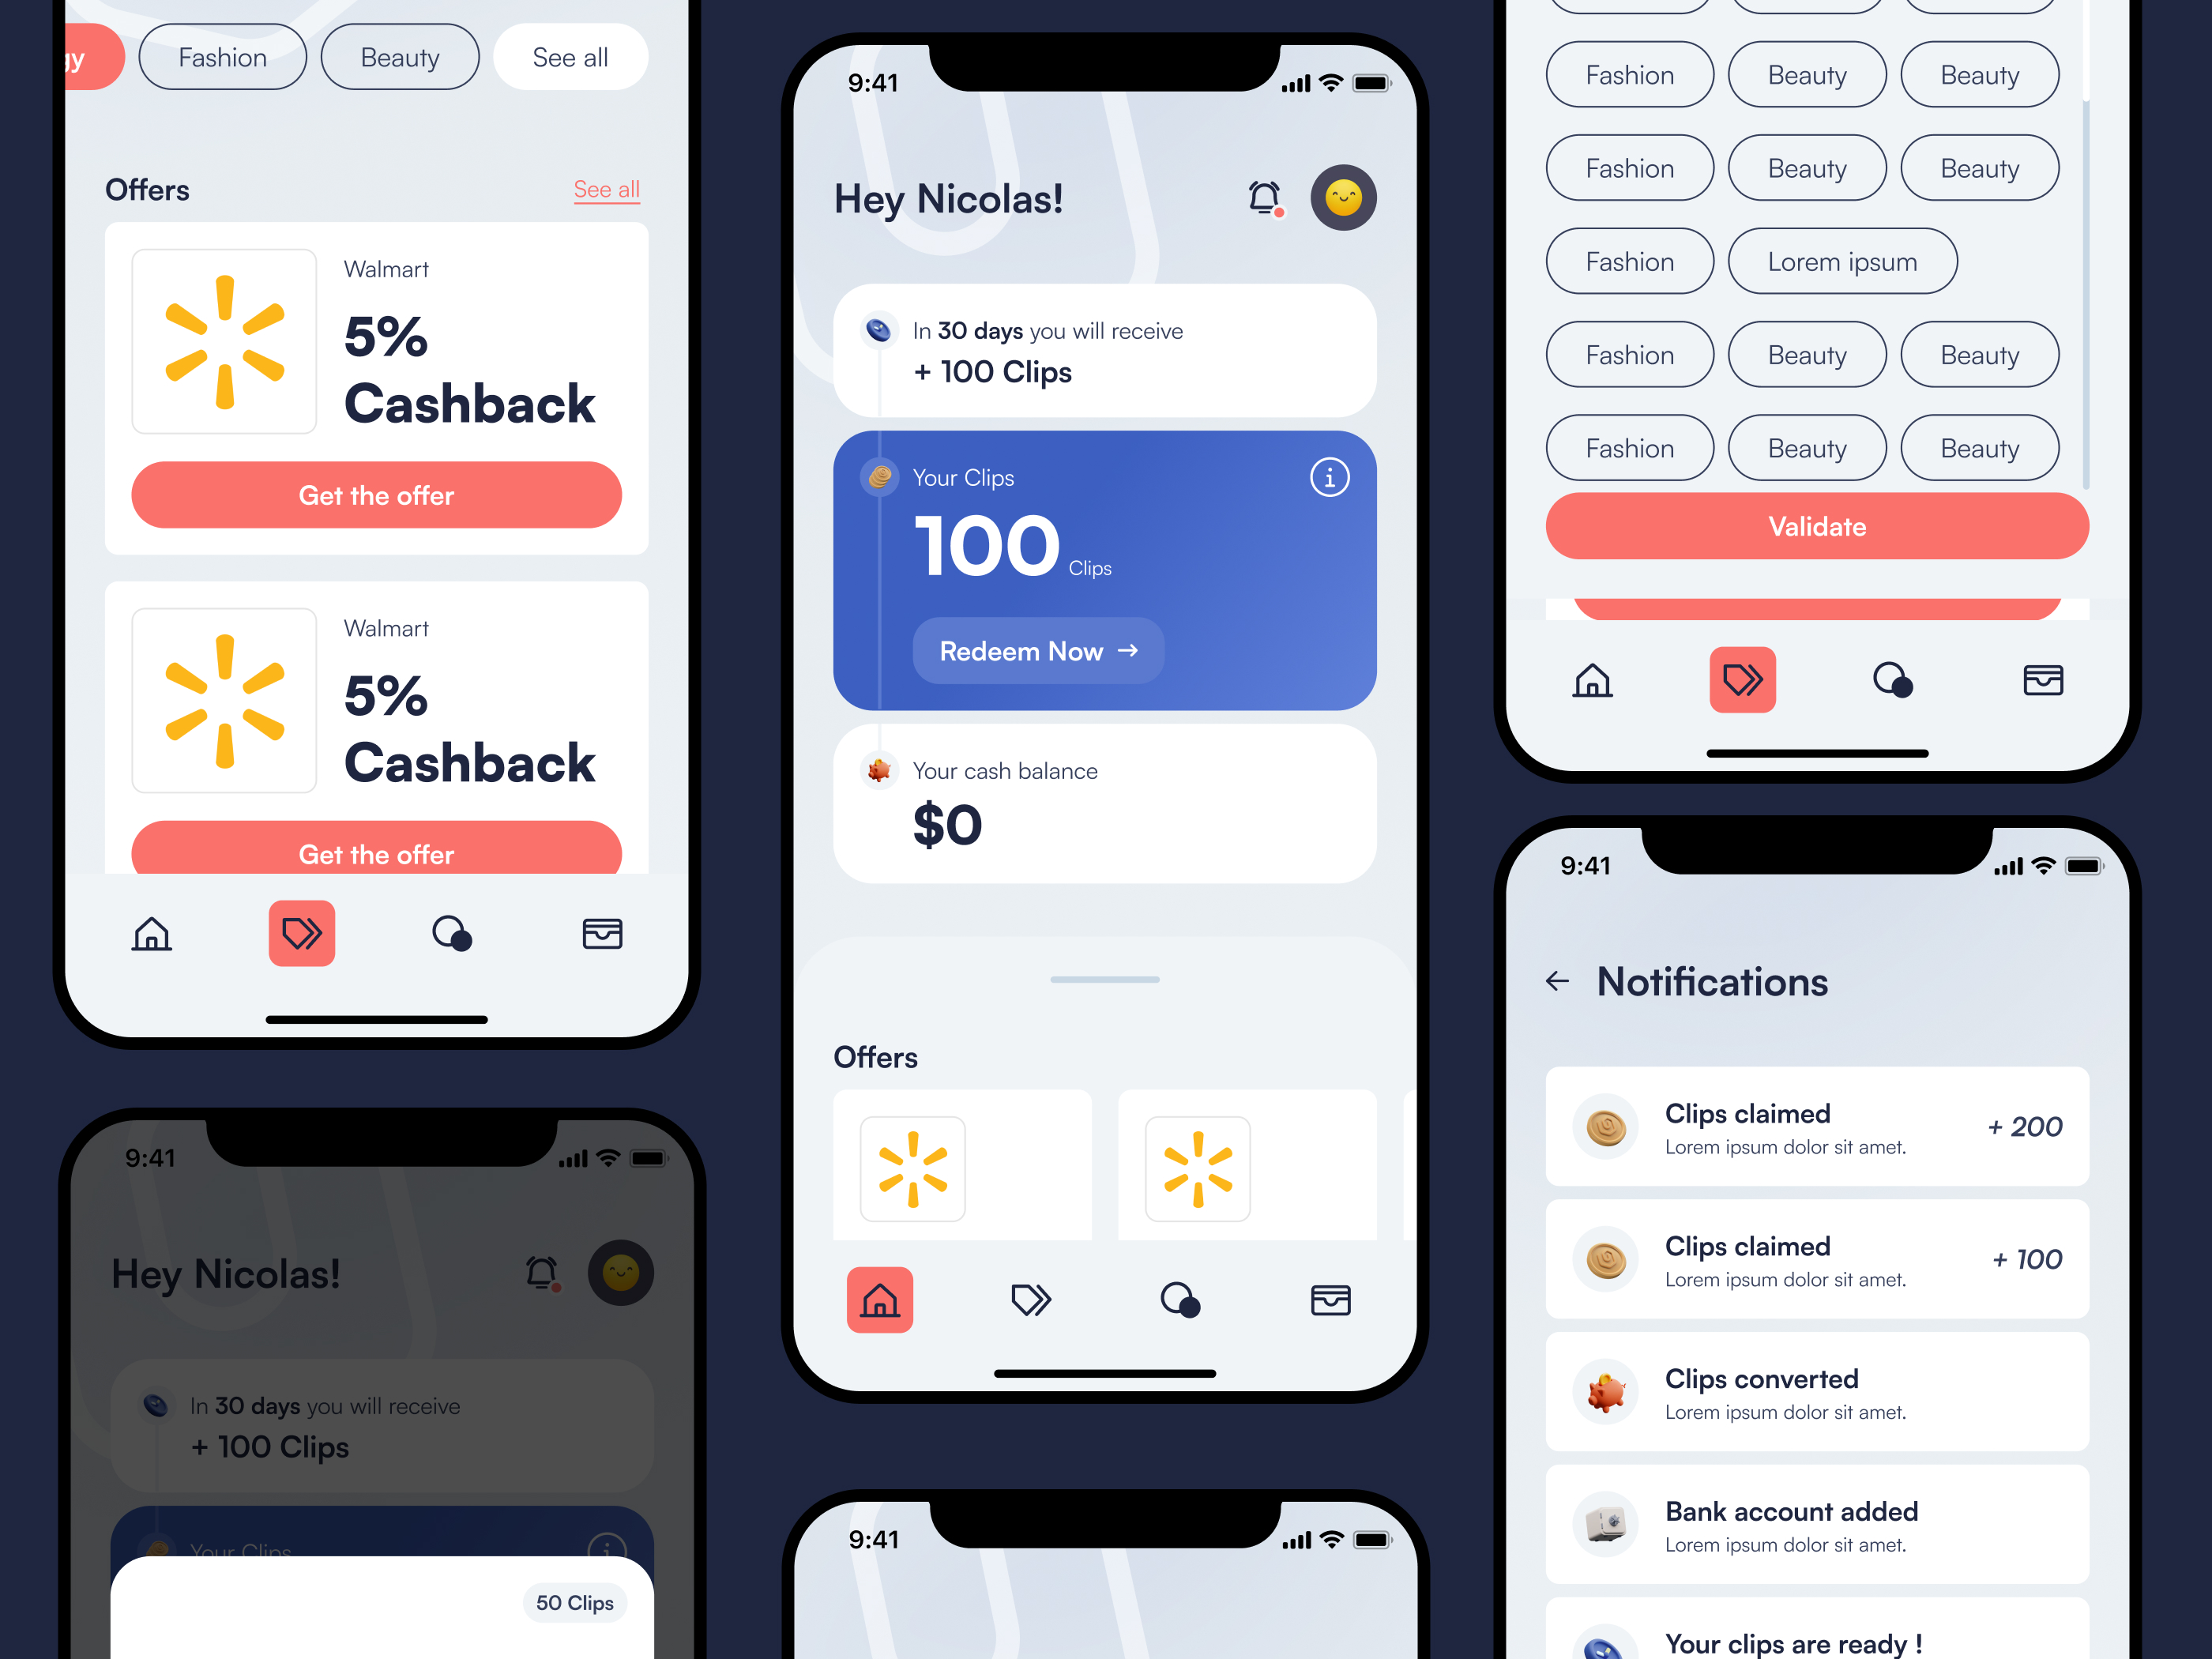 gy
Fashion
Beauty
See all
Offers
See all
Walmart
5%
Cashback
Get the offer
Walmart
5%
Cashback
Get the offer
9:41
Hey Nicolas!
In 30 days you will receive
+ 100 Clips
Your Clips
50 Clips
9:41
Hey Nicolas!
In 30 days you will receive
+ 100 Clips
Your Clips
100 Clips
Redeem Now →
Your cash balance
$0
Offers
9:41
Fashion
Beauty
Beauty
Fashion
Beauty
Beauty
Fashion
Lorem ipsum
Fashion
Beauty
Beauty
Fashion
Beauty
Beauty
Validate
9:41
Notifications
Clips claimed
Lorem ipsum dolor sit amet.
+ 200
Clips claimed
Lorem ipsum dolor sit amet.
+ 100
Clips converted
Lorem ipsum dolor sit amet.
Bank account added
Lorem ipsum dolor sit amet.
Your clips are ready !